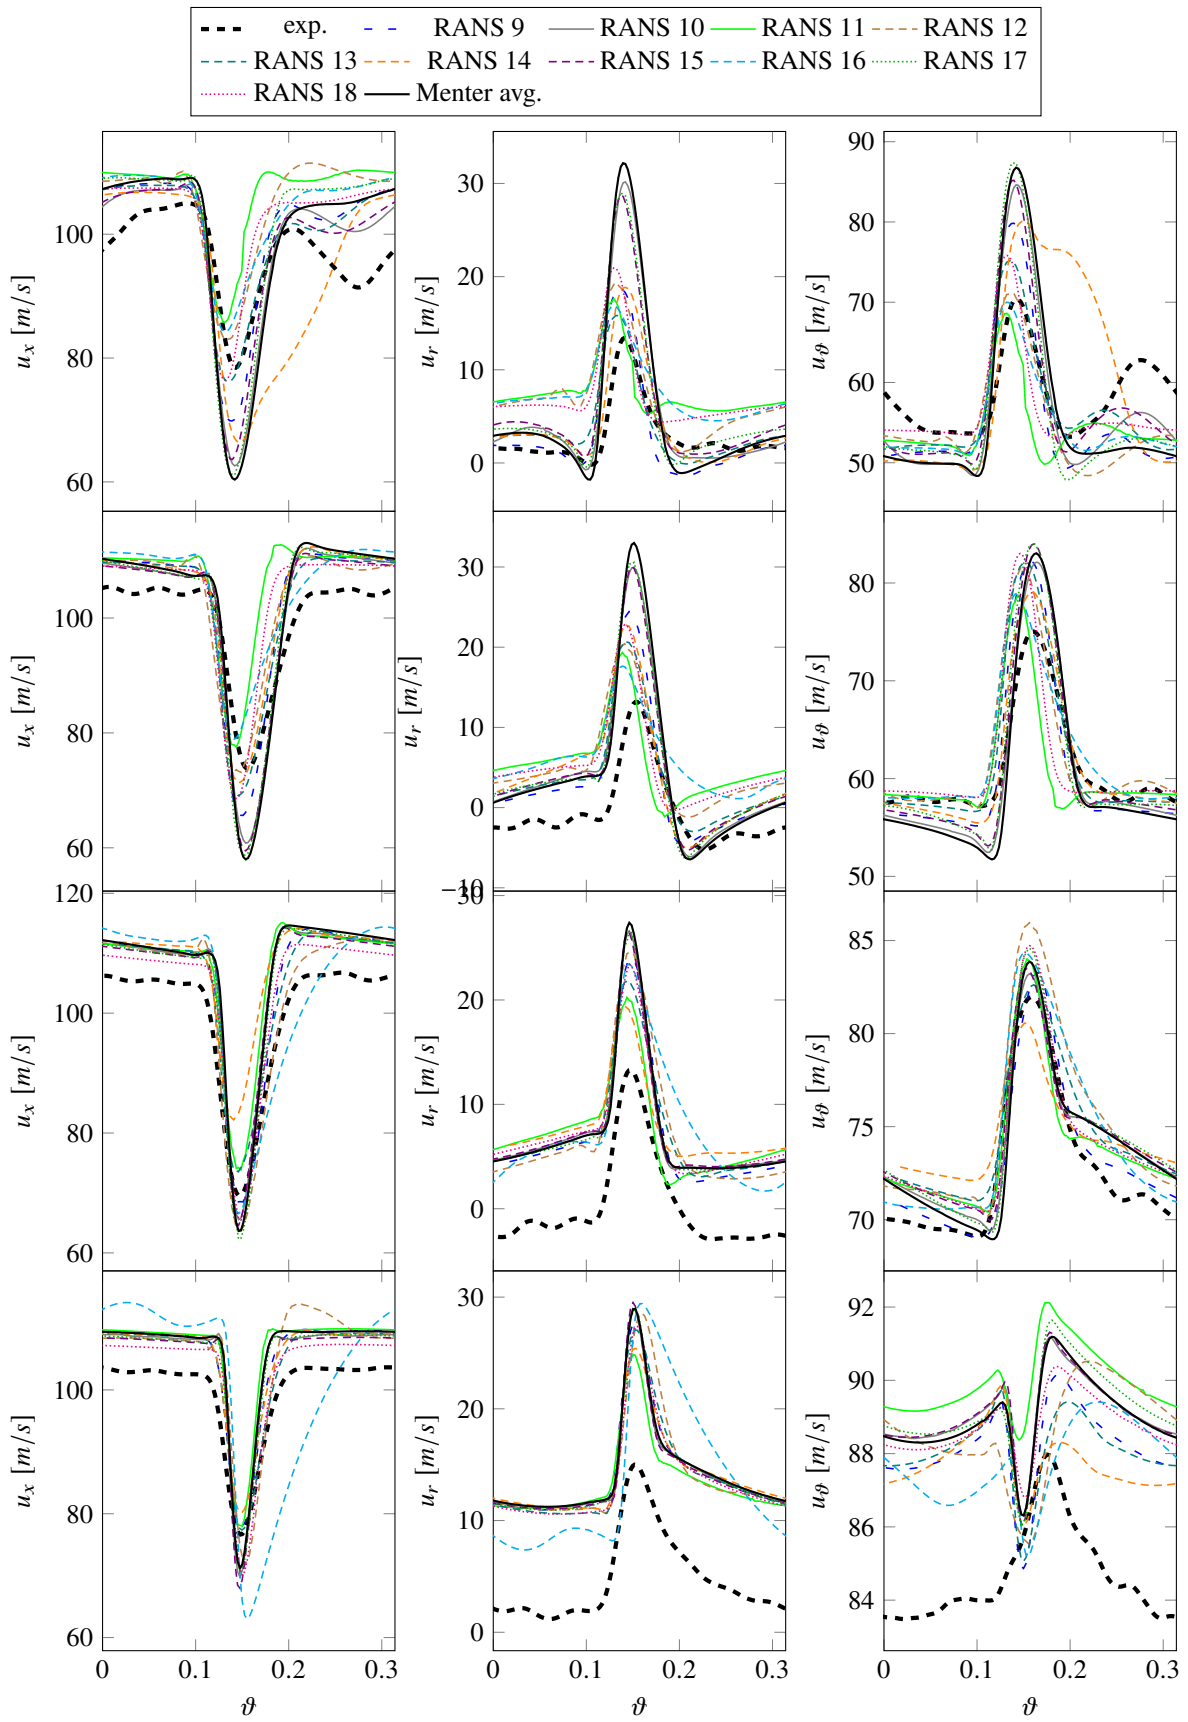 exp. RANS 9 RANS 10 RANS 11 RANS 12
RANS 13 RANS 14 RANS 15 RANS 16 RANS 17
RANS 18 Menter avg.
60
80
100
u_x [m/s]
0
10
20
30
u_r [m/s]
50
60
70
80
90
u_ϑ [m/s]
60
80
100
u_x [m/s]
−10
0
10
20
30
u_r [m/s]
50
60
70
80
u_ϑ [m/s]
60
80
100
120
u_x [m/s]
0
10
20
30
u_r [m/s]
70
75
80
85
u_ϑ [m/s]
60
80
100
u_x [m/s]
0
10
20
30
u_r [m/s]
84
86
88
90
92
u_ϑ [m/s]
0 0.1 0.2 0.3 0 0.1 0.2 0.3 0 0.1 0.2 0.3
ϑ ϑ ϑ